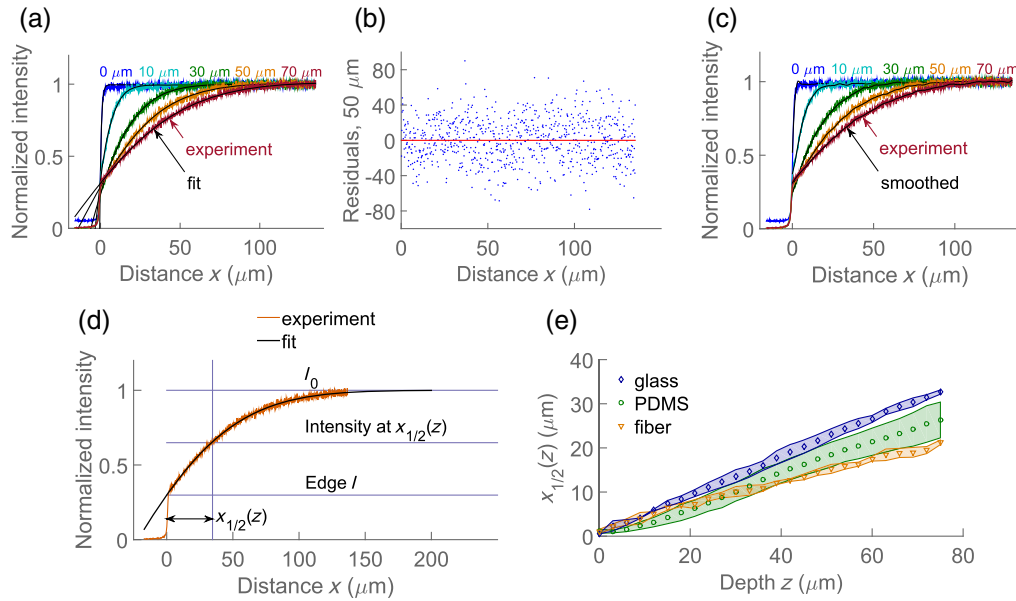 (a)
0 μm 10 μm 30 μm 50 μm 70 μm
Normalized intensity
1
0.5
0
experiment
fit
0 50 100
Distance x (μm)
(b)
Residuals, 50 μm
80
40
0
-40
-80
0 50 100
Distance x (μm)
(c)
0 μm 10 μm 30 μm 50 μm 70 μm
Normalized intensity
1
0.5
0
experiment
smoothed
0 50 100
Distance x (μm)
(d)
experiment
fit
Normalized intensity
1
0.5
0
I0
Intensity at x1/2(z)
Edge I
x1/2(z)
0 50 100 150 200
Distance x (μm)
(e)
x1/2(z) (μm)
40
30
20
10
0
glass
PDMS
fiber
0 20 40 60 80
Depth z (μm)